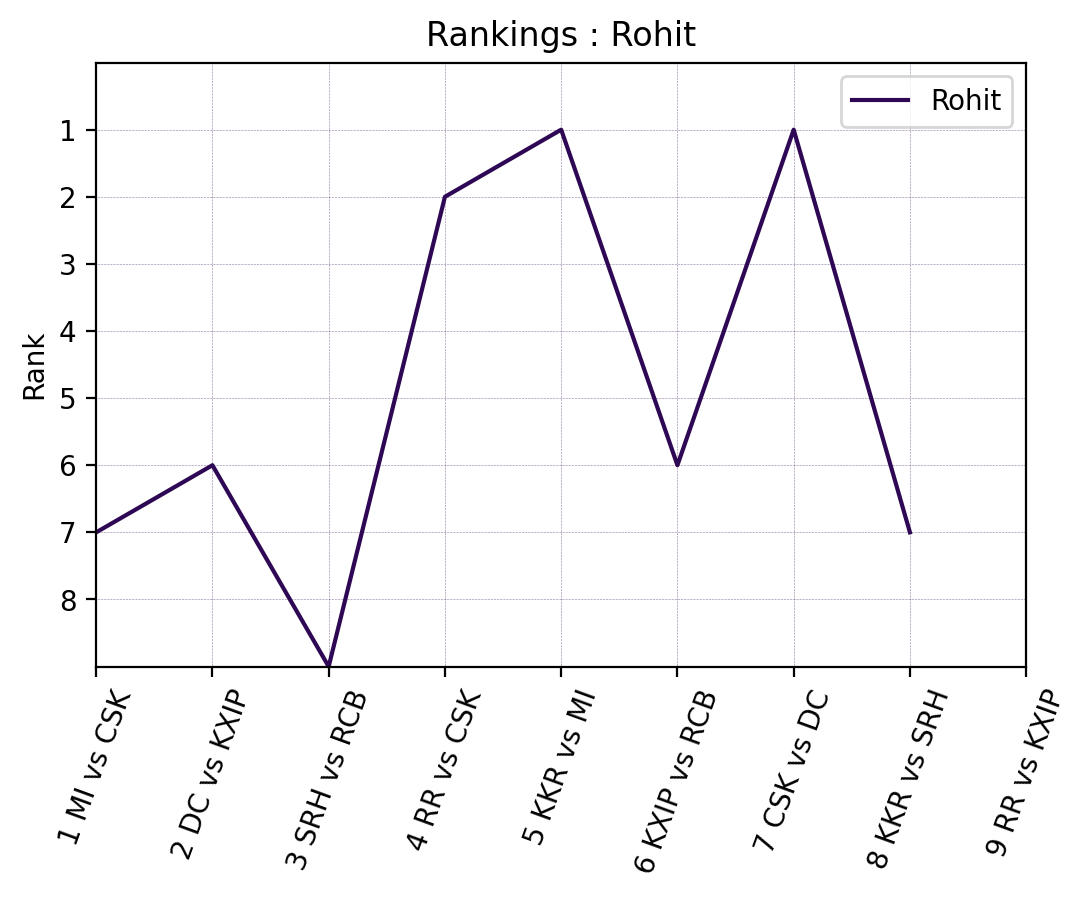 Rankings : Rohit
Rohit
Rank
1
2
3
4
5
6
7
8
1 MI vs CSK
2 DC vs KXIP
3 SRH vs RCB
4 RR vs CSK
5 KKR vs MI
6 KXIP vs RCB
7 CSK vs DC
8 KKR vs SRH
9 RR vs KXIP